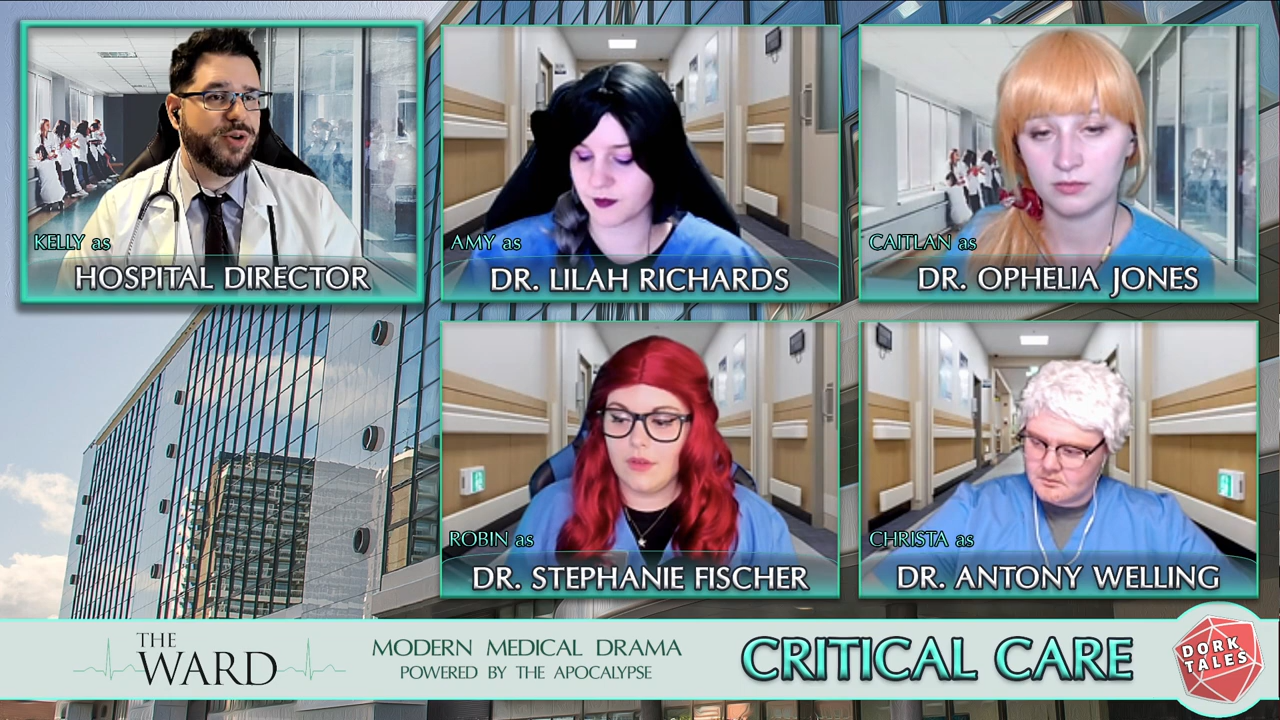 KELLY as
HOSPITAL DIRECTOR
AMY as
DR. LILAH RICHARDS
CAITLAN as
DR. OPHELIA JONES
ROBIN as
DR. STEPHANIE FISCHER
CHRISTA as
DR. ANTONY WELLING
THE
WARD
MODERN MEDICAL DRAMA
POWERED BY THE APOCALYPSE
CRITICAL CARE
DORK
TALES